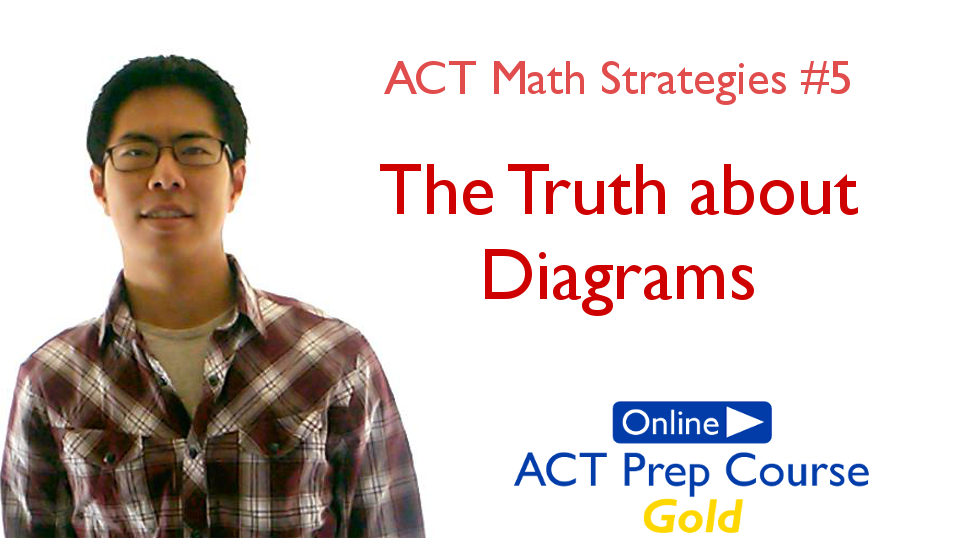 ACT Math Strategies #5
The Truth about
Diagrams
Online
ACT Prep Course
Gold